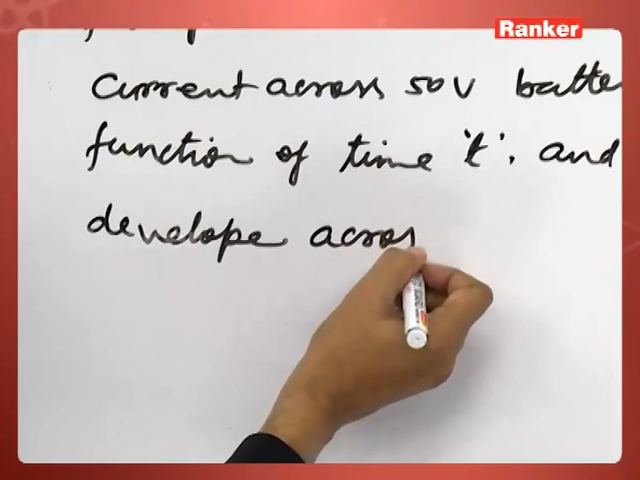 Ranker
Current across 50V batte
function of time 't'. and
develope acros